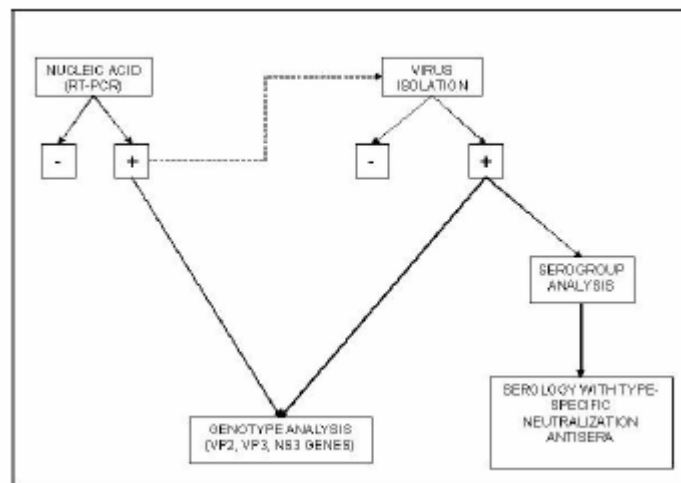 NUCLEIC ACID
(RT-PCR)
VIRUS
ISOLATION
-
+
-
+
SEROGROUP
ANALYSIS
GENOTYPE ANALYSIS
(VP2, VP3, NS3 GENES)
SEROLOGY WITH TYPE-
SPECIFIC
NEUTRALIZATION
ANTISERA